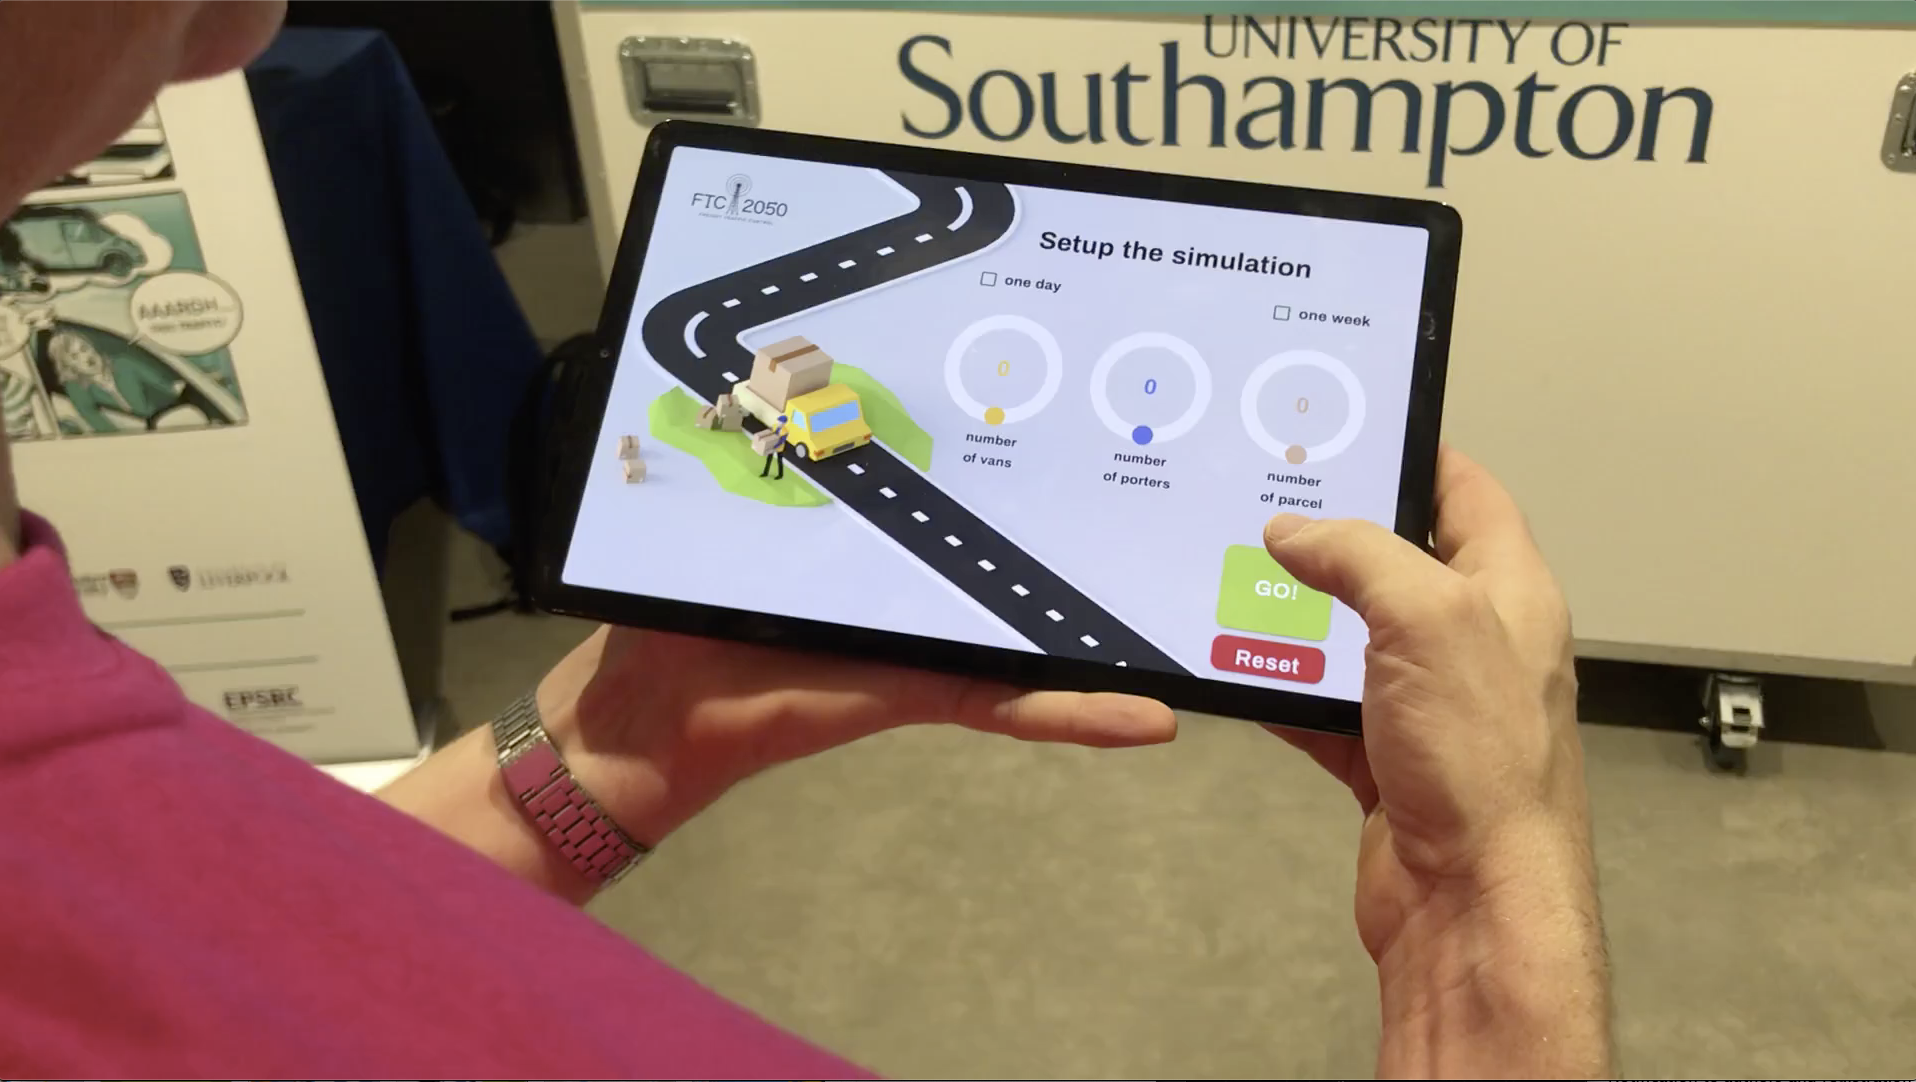 UNIVERSITY OF
Southampton
FTC 2050
Setup the simulation
one day
one week
0
0
0
number
of vans
number
of porters
number
of parcel
GO!
Reset
AAARGH...
LIVERPOOL
EPSRC